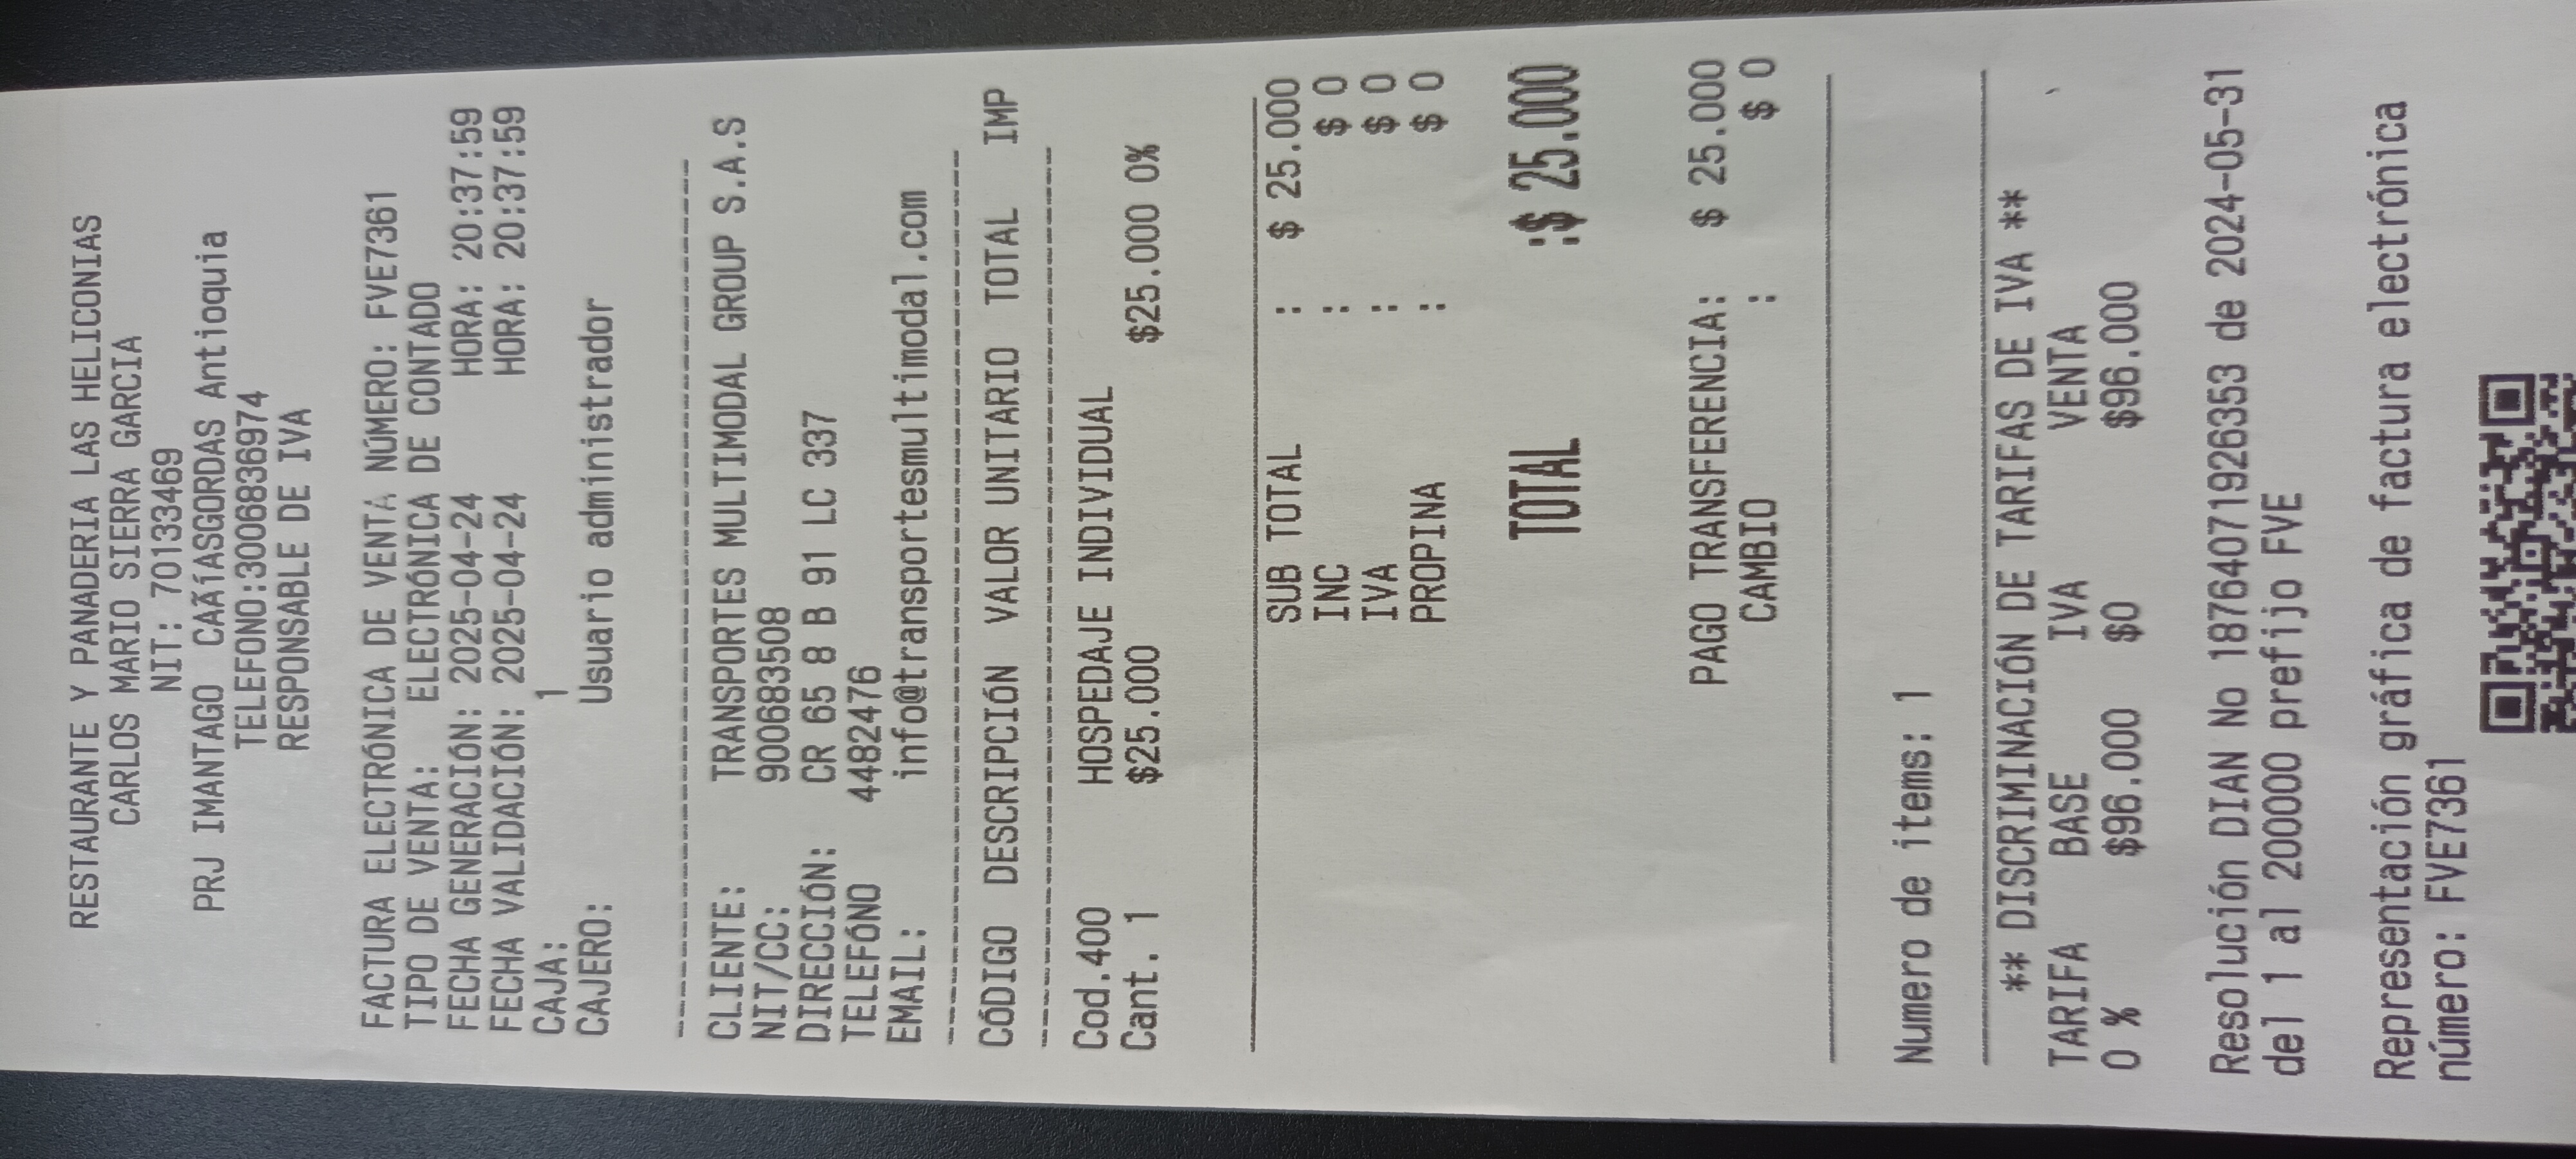 RESTAURANTE Y PANADERIA LAS HELICONIAS
CARLOS MARIO SIERRA GARCIA
NIT: 70133469
PRJ IMANTAGO CAÃÍASGORDAS Antioquia
TELEFONO:3006836974
RESPONSABLE DE IVA
FACTURA ELECTRÓNICA DE VENTA NÚMERO: FVE7361
TIPO DE VENTA: ELECTRÓNICA DE CONTADO
FECHA GENERACIÓN: 2025-04-24 HORA: 20:37:59
FECHA VALIDACIÓN: 2025-04-24 HORA: 20:37:59
CAJA: 1
CAJERO: Usuario administrador
CLIENTE: TRANSPORTES MULTIMODAL GROUP S.A.S
NIT/CC: 900683508
DIRECCIÓN: CR 65 8 B 91 LC 337
TELEFÓNO 4482476
EMAIL: info@transportesmultimodal.com
CÓDIGO DESCRIPCIÓN VALOR UNITARIO TOTAL IMP
Cod.400 HOSPEDAJE INDIVIDUAL
Cant. 1 $25.000 $25.000 0%
SUB TOTAL : $ 25.000
INC : $ 0
IVA : $ 0
PROPINA : $ 0
TOTAL :$ 25.000
PAGO TRANSFERENCIA: $ 25.000
CAMBIO : $ 0
Numero de items: 1
** DISCRIMINACIÓN DE TARIFAS DE IVA **
TARIFA BASE IVA VENTA
0 % $96.000 $0 $96.000
Resolución DIAN No 18764071926353 de 2024-05-31
del 1 al 200000 prefijo FVE
Representación gráfica de factura electrónica
número: FVE7361